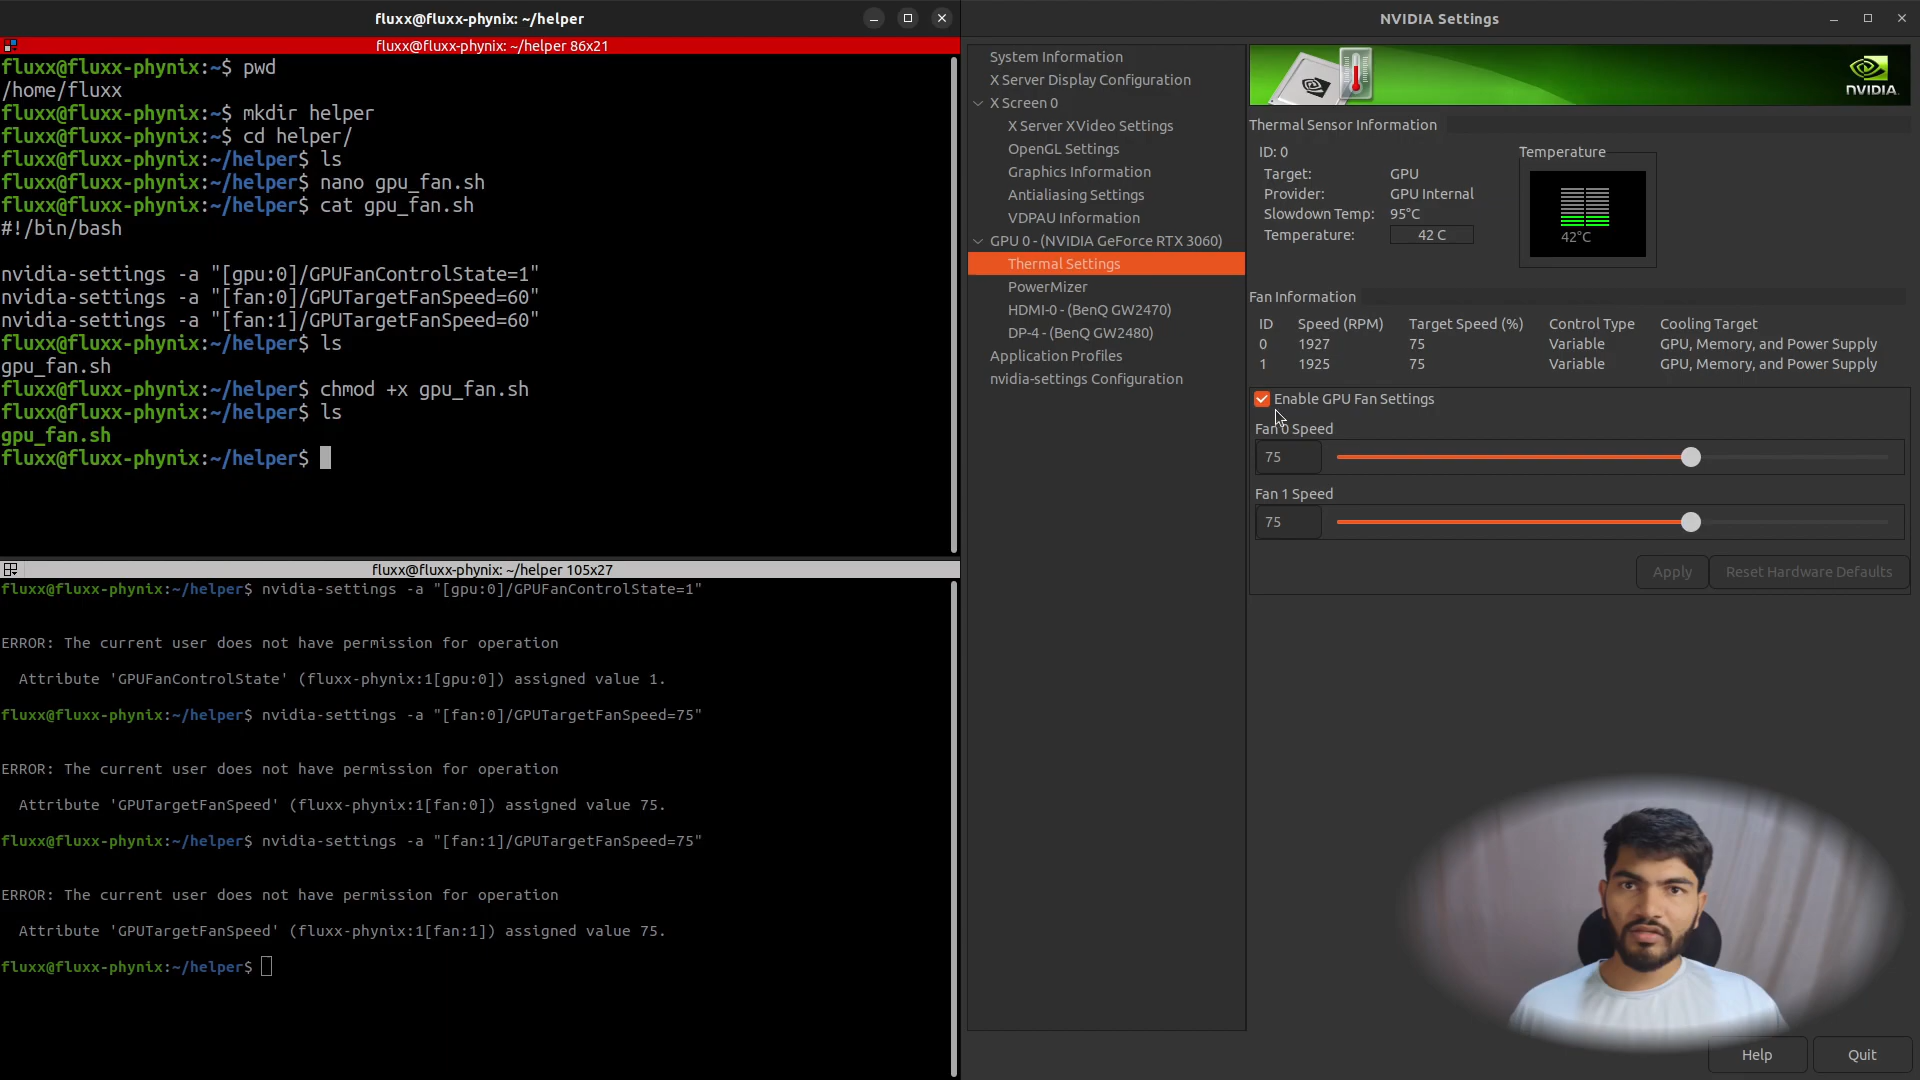 fluxx@fluxx-phynix: ~/helper
fluxx@fluxx-phynix: ~/helper 86x21
fluxx@fluxx-phynix:~$ pwd
/home/fluxx
fluxx@fluxx-phynix:~$ mkdir helper
fluxx@fluxx-phynix:~$ cd helper/
fluxx@fluxx-phynix:~/helper$ ls
fluxx@fluxx-phynix:~/helper$ nano gpu_fan.sh
fluxx@fluxx-phynix:~/helper$ cat gpu_fan.sh
#!/bin/bash
nvidia-settings -a "[gpu:0]/GPUFanControlState=1"
nvidia-settings -a "[fan:0]/GPUTargetFanSpeed=60"
nvidia-settings -a "[fan:1]/GPUTargetFanSpeed=60"
fluxx@fluxx-phynix:~/helper$ ls
gpu_fan.sh
fluxx@fluxx-phynix:~/helper$ chmod +x gpu_fan.sh
fluxx@fluxx-phynix:~/helper$ ls
gpu_fan.sh
fluxx@fluxx-phynix:~/helper$
fluxx@fluxx-phynix: ~/helper 105x27
fluxx@fluxx-phynix:~/helper$ nvidia-settings -a "[gpu:0]/GPUFanControlState=1"
ERROR: The current user does not have permission for operation
Attribute 'GPUFanControlState' (fluxx-phynix:1[gpu:0]) assigned value 1.
fluxx@fluxx-phynix:~/helper$ nvidia-settings -a "[fan:0]/GPUTargetFanSpeed=75"
ERROR: The current user does not have permission for operation
Attribute 'GPUTargetFanSpeed' (fluxx-phynix:1[fan:0]) assigned value 75.
fluxx@fluxx-phynix:~/helper$ nvidia-settings -a "[fan:1]/GPUTargetFanSpeed=75"
ERROR: The current user does not have permission for operation
Attribute 'GPUTargetFanSpeed' (fluxx-phynix:1[fan:1]) assigned value 75.
fluxx@fluxx-phynix:~/helper$
NVIDIA Settings
System Information
X Server Display Configuration
X Screen 0
X Server XVideo Settings
OpenGL Settings
Graphics Information
Antialiasing Settings
VDPAU Information
GPU 0 - (NVIDIA GeForce RTX 3060)
Thermal Settings
PowerMizer
HDMI-0 - (BenQ GW2470)
DP-4 - (BenQ GW2480)
Application Profiles
nvidia-settings Configuration
NVIDIA.
Thermal Sensor Information
ID: 0
Target: GPU
Provider: GPU Internal
Slowdown Temp: 95°C
Temperature: 42 C
Temperature
42°C
Fan Information
ID Speed (RPM) Target Speed (%) Control Type Cooling Target
0 1927 75 Variable GPU, Memory, and Power Supply
1 1925 75 Variable GPU, Memory, and Power Supply
Enable GPU Fan Settings
Fan 0 Speed
75
Fan 1 Speed
75
Apply Reset Hardware Defaults
Help Quit